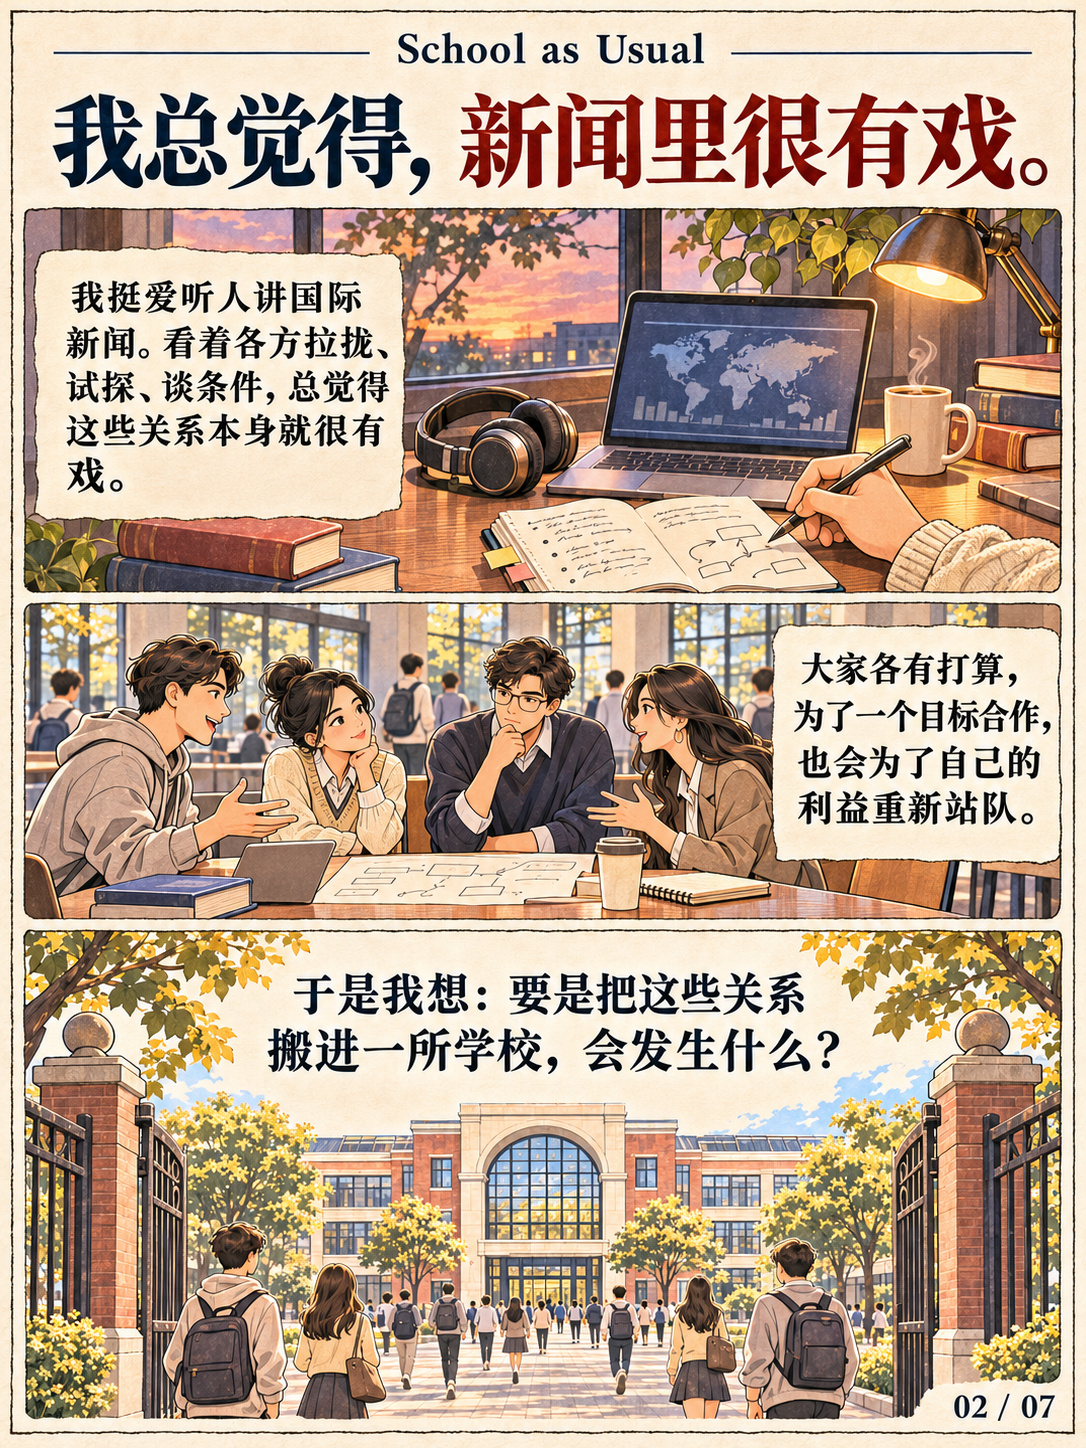 School as Usual
我总觉得，新闻里很有戏。
我挺爱听人讲国际
新闻。看着各方拉拢、
试探、谈条件，总觉得
这些关系本身就很有
戏。
大家各有打算，
为了一个目标合作，
也会为了自己的
利益重新站队。
于是我想：要是把这些关系
搬进一所学校，会发生什么？
02 / 07